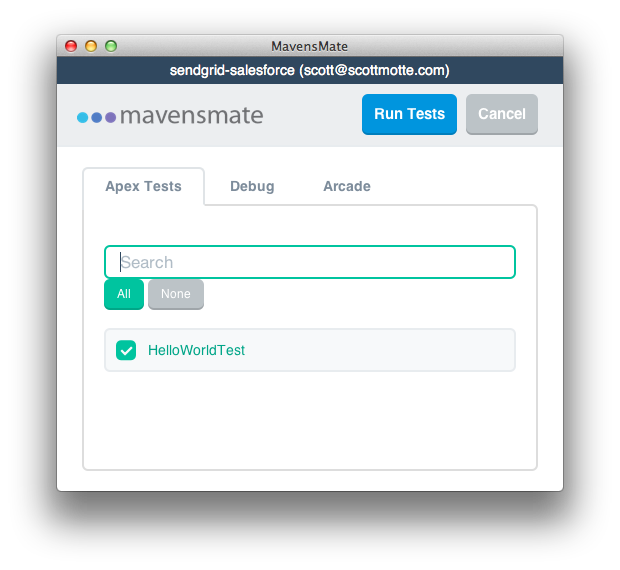 MavensMate
sendgrid-salesforce (scott@scottmotte.com)
mavensmate
Run Tests
Cancel
Apex Tests
Debug
Arcade
Search
All
None
HelloWorldTest